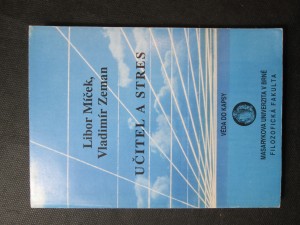 Libor Míček,
Vladimír Zeman
UČITEL A STRES
VĚDA DO KAPSY
MASARYKOVA UNIVERZITA V BRNĚ
FILOZOFICKÁ FAKULTA